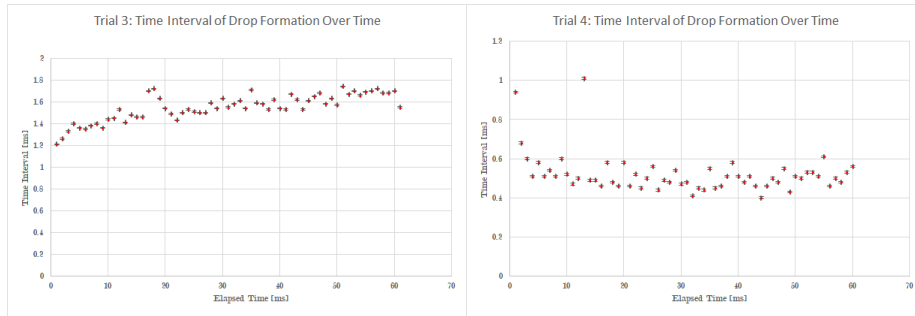 Trial 3: Time Interval of Drop Formation Over Time
2
1.8
1.6
1.4
1.2
1
0.8
0.6
0.4
0.2
0
Time Interval [ms]
0 10 20 30 40 50 60 70
Elapsed Time [ms]
Trial 4: Time Interval of Drop Formation Over Time
1.2
1
0.8
0.6
0.4
0.2
0
Time Interval [ms]
0 10 20 30 40 50 60 70
Elapsed Time [ms]